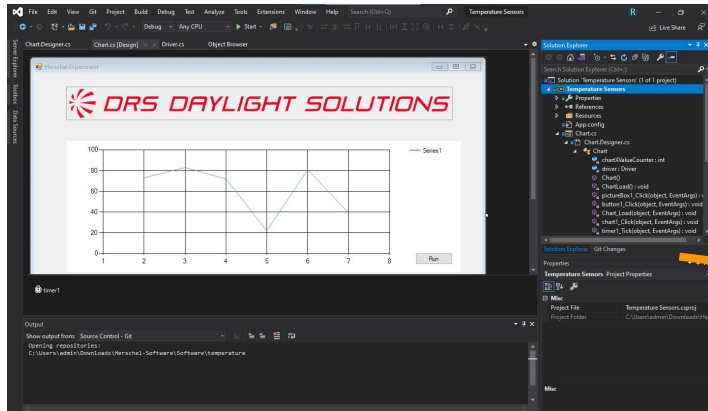 File Edit View Git Project Build Debug Test Analyze Tools Extensions Window Help Search (Ctrl+Q) Temperature Sensors R
Debug Any CPU Start Live Share
Server Explorer
Toolbox
Data Sources
Chart.Designer.cs Chart.cs [Design] Driver.cs Object Browser
Herschel Experiment
DRS DAYLIGHT SOLUTIONS
Series1
100
80
60
40
20
0
1 2 3 4 5 6 7 8
Run
timer1
Output
Show output from: Source Control - Git
Opening repositories:
C:\Users\admin\Downloads\Herschel-Software\Software\temperature
Solution Explorer
Search Solution Explorer (Ctrl+;)
Solution 'Temperature Sensors' (1 of 1 project)
Temperature Sensors
Properties
References
Resources
App.config
Chart.cs
Chart.Designer.cs
Chart
chartXValueCounter : int
driver : Driver
Chart()
ChartLoad() : void
pictureBox1_Click(object, EventArgs) : v
button1_Click(object, EventArgs) : void
Chart_Load(object, EventArgs) : void
chart1_Click(object, EventArgs) : void
timer1_Tick(object, EventArgs) : void
Solution Explorer Git Changes
Properties
Temperature Sensors Project Properties
Misc
Project File Temperature Sensors.csproj
Project Folder C:\Users\admin\Downloads\He
Misc